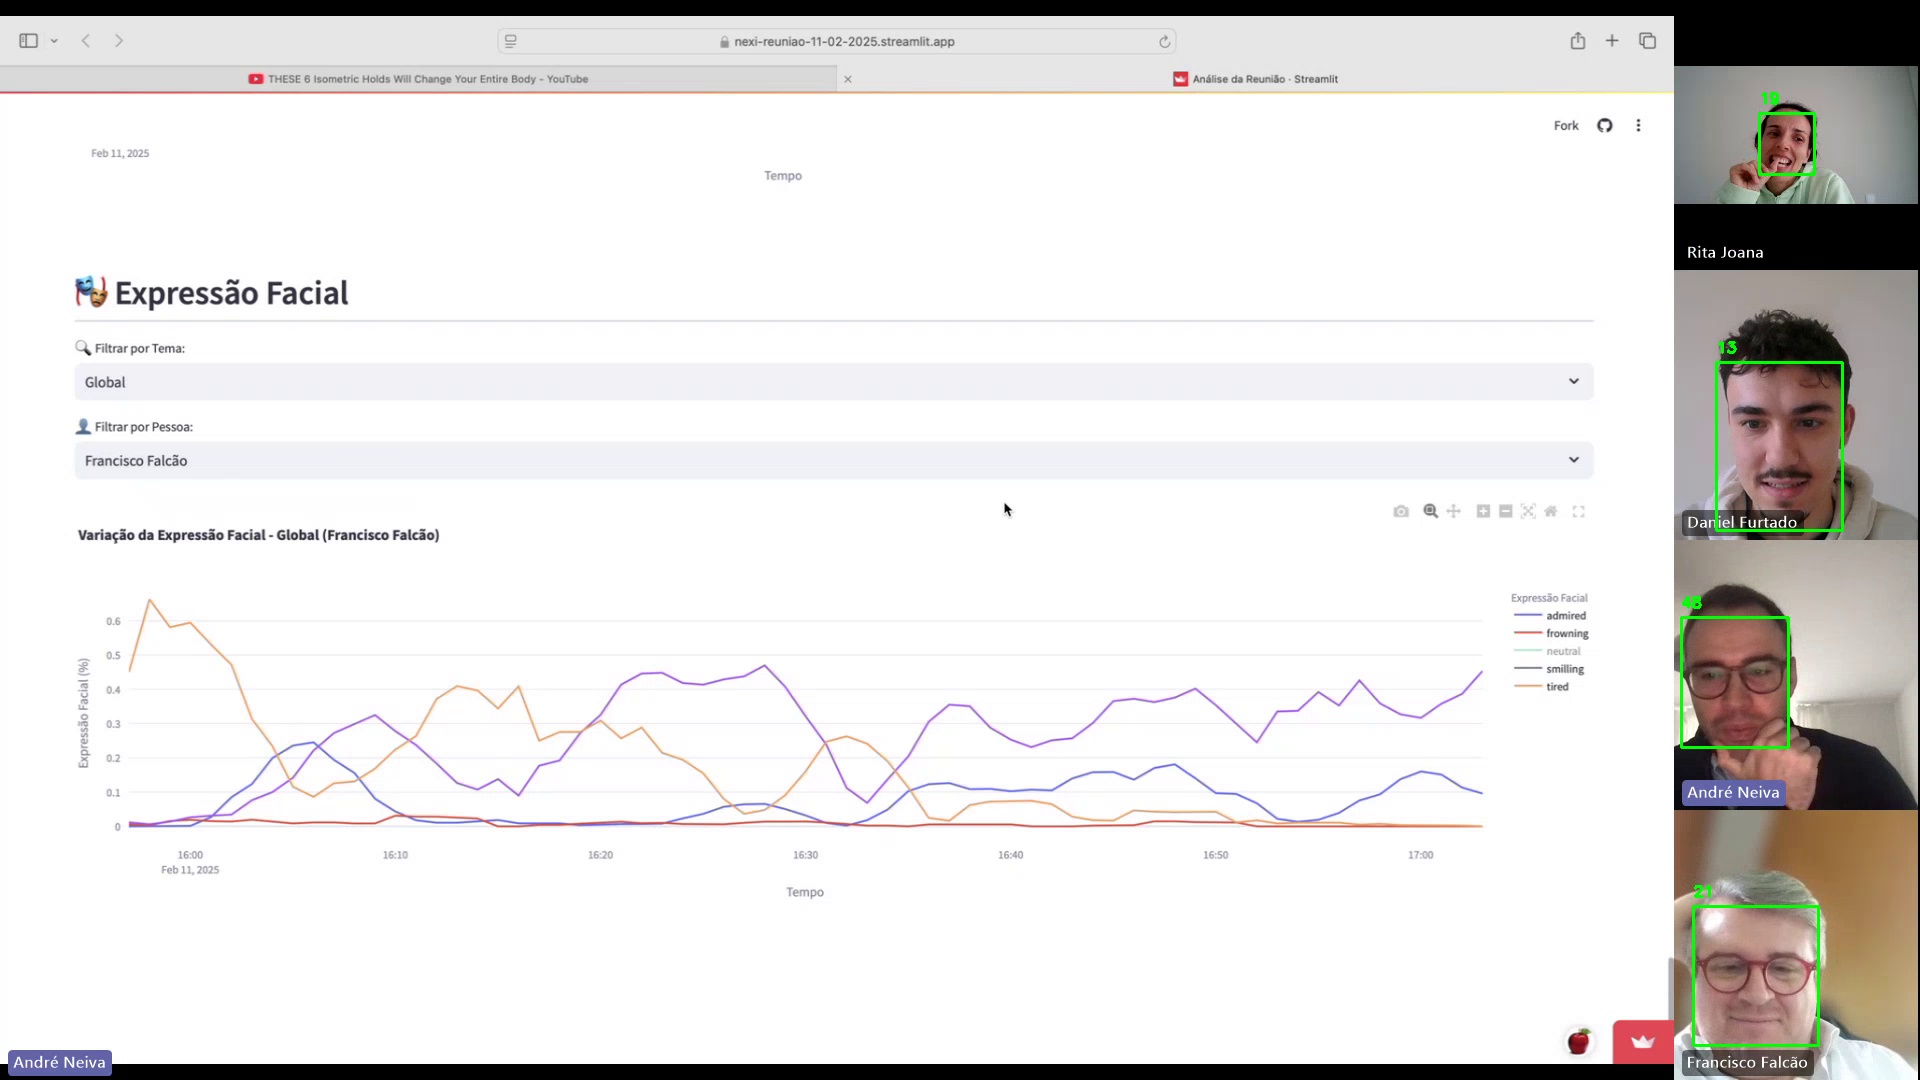 nexi-reuniao-11-02-2025.streamlit.app
THESE 6 Isometric Holds Will Change Your Entire Body - YouTube
Análise da Reunião · Streamlit
Fork
Feb 11, 2025
Tempo
Expressão Facial
Filtrar por Tema:
Global
Filtrar por Pessoa:
Francisco Falcão
Variação da Expressão Facial - Global (Francisco Falcão)
Expressão Facial (%)
0.6
0.5
0.4
0.3
0.2
0.1
0
16:00
16:10
16:20
16:30
16:40
16:50
17:00
Feb 11, 2025
Tempo
Expressão Facial
admired
frowning
neutral
smilling
tired
André Neiva
19
Rita Joana
13
Daniel Furtado
48
André Neiva
21
Francisco Falcão